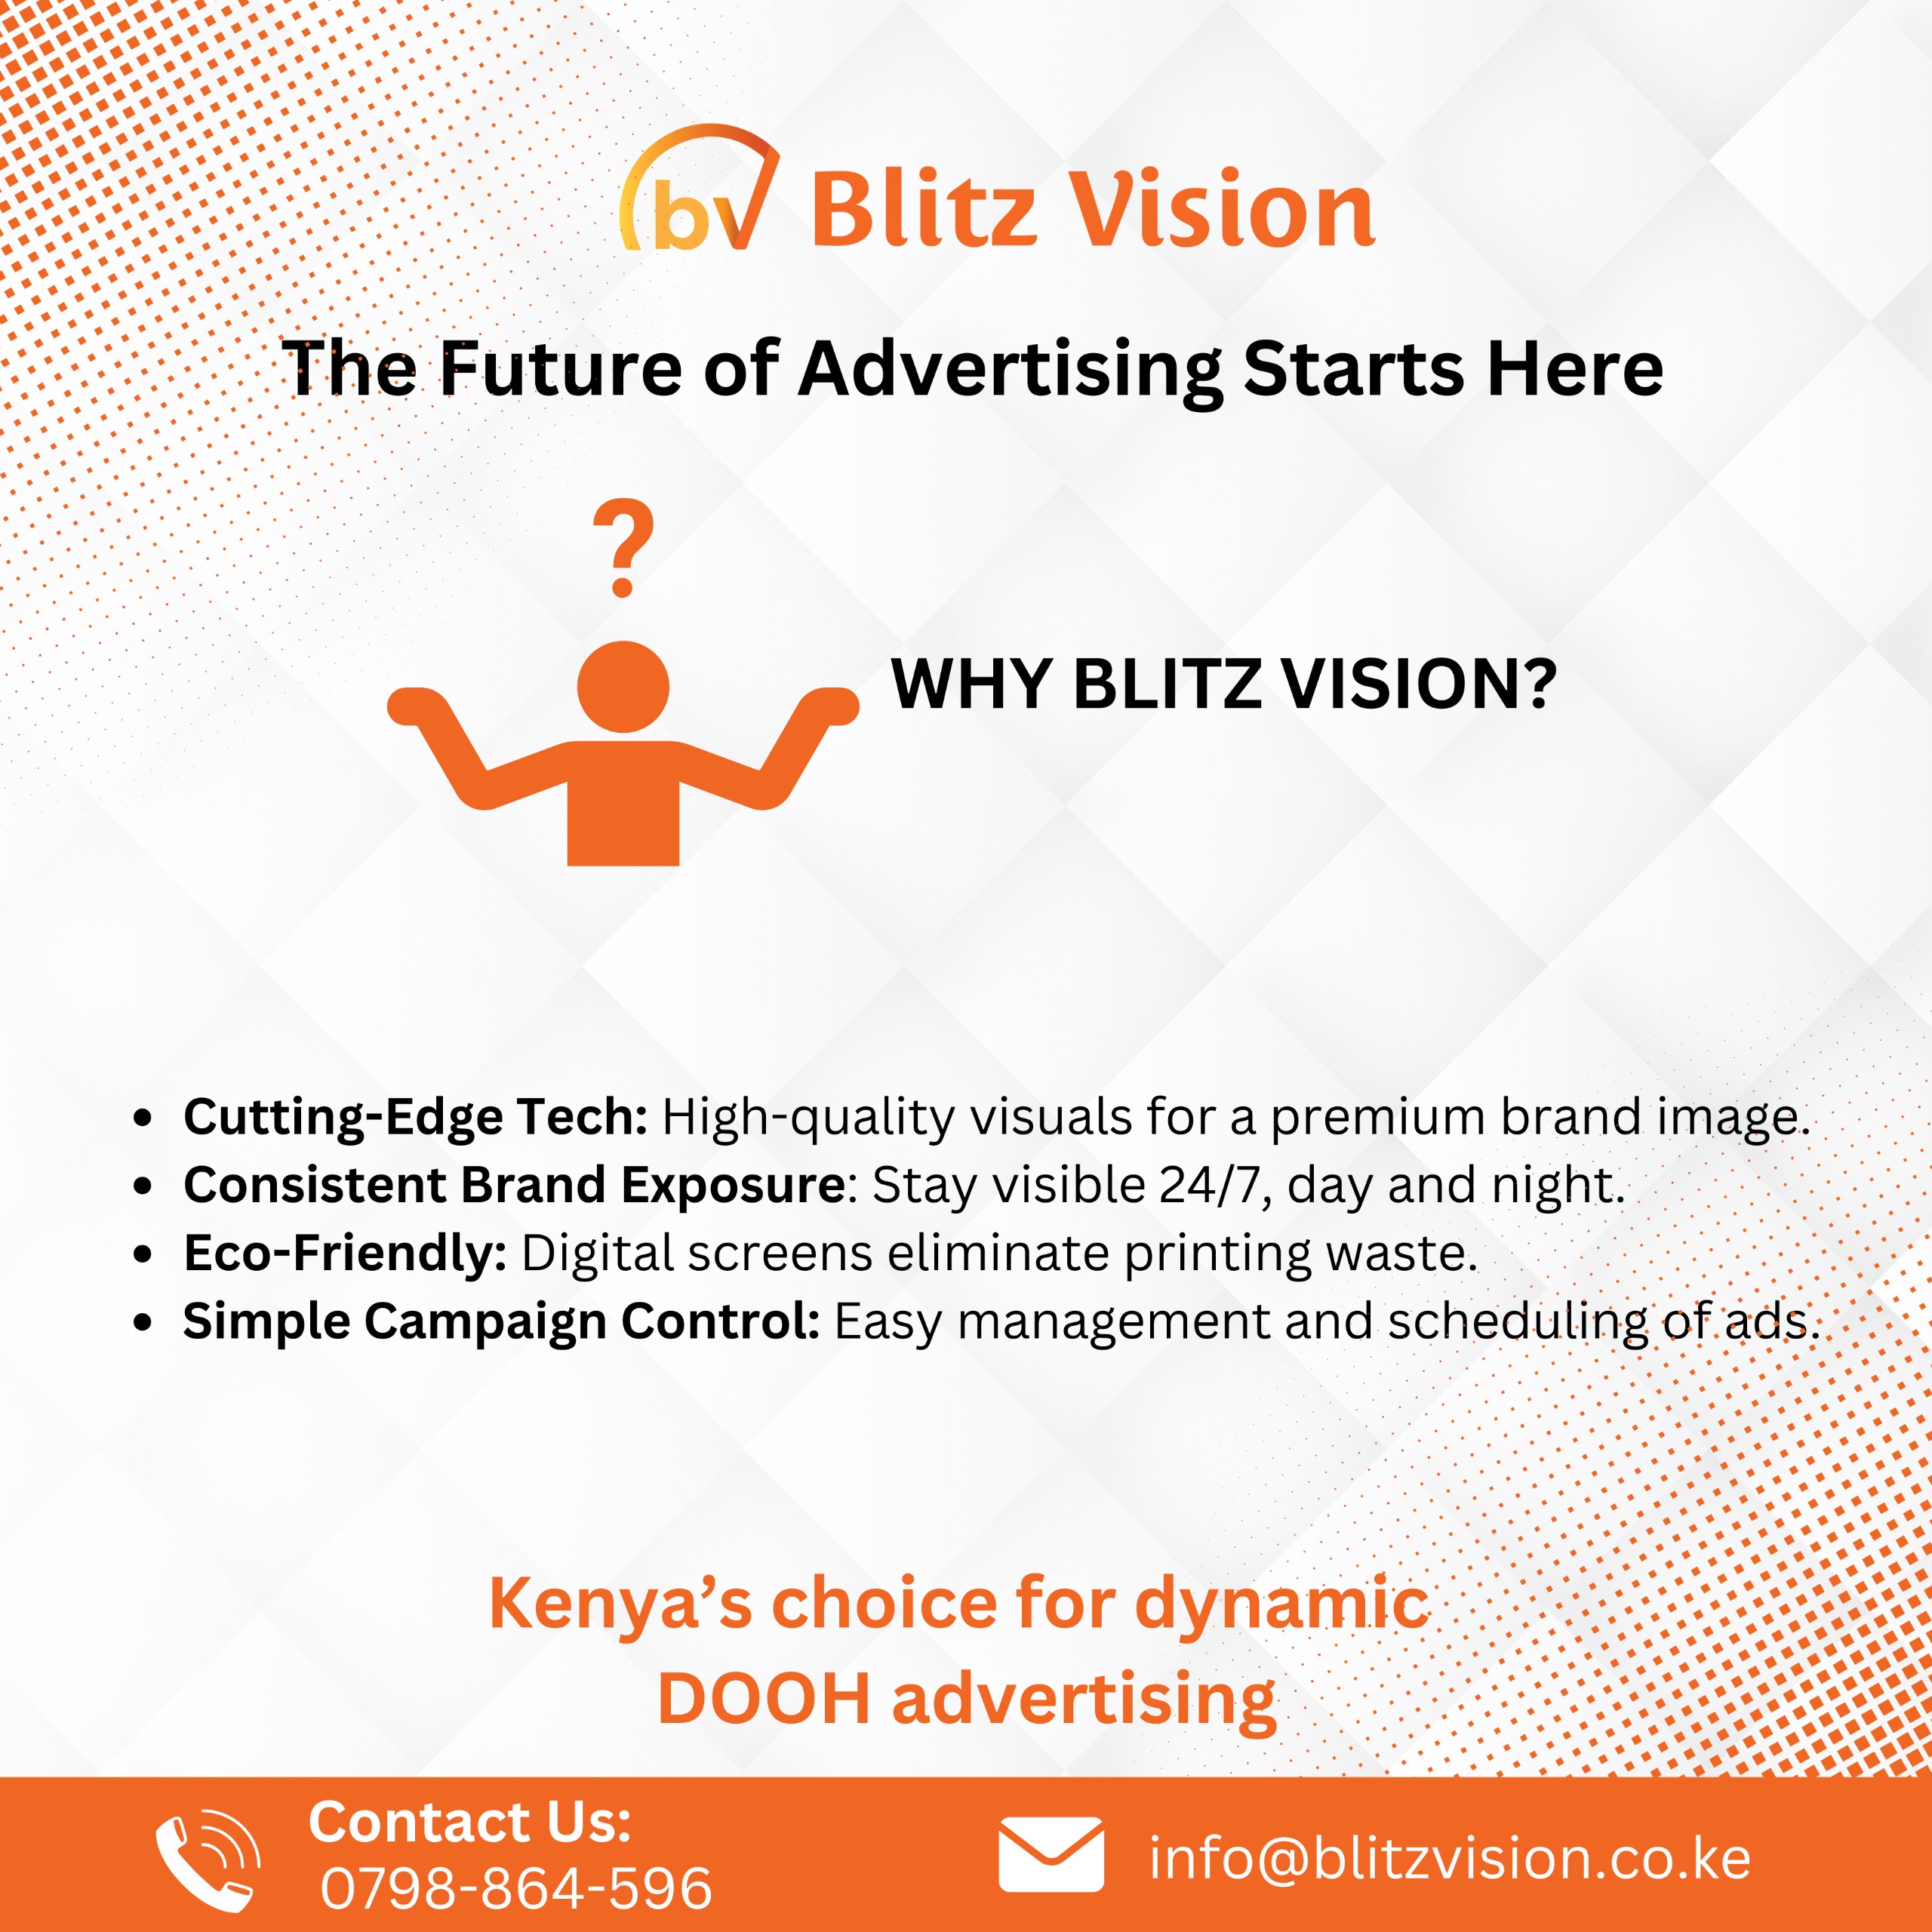 bv Blitz Vision
The Future of Advertising Starts Here
?
WHY BLITZ VISION?
• Cutting-Edge Tech: High-quality visuals for a premium brand image.
• Consistent Brand Exposure: Stay visible 24/7, day and night.
• Eco-Friendly: Digital screens eliminate printing waste.
• Simple Campaign Control: Easy management and scheduling of ads.
Kenya’s choice for dynamic
DOOH advertising
Contact Us:
0798-864-596
info@blitzvision.co.ke